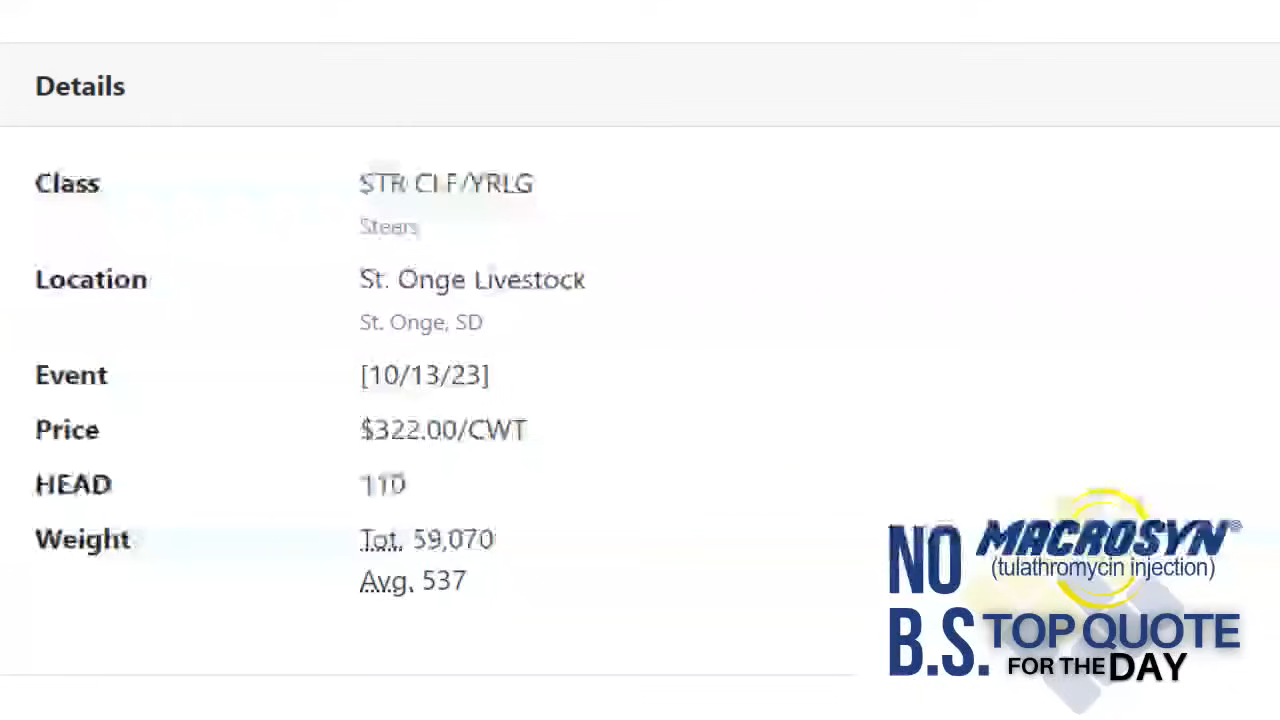 Details
Class STR CLF/YRLG
Steers
Location St. Onge Livestock
St. Onge, SD
Event [10/13/23]
Price $322.00/CWT
HEAD 110
Weight Tot. 59,070
Avg. 537
NO MACROSYN®
(tulathromycin injection)
B.S. TOP QUOTE
FOR THE DAY